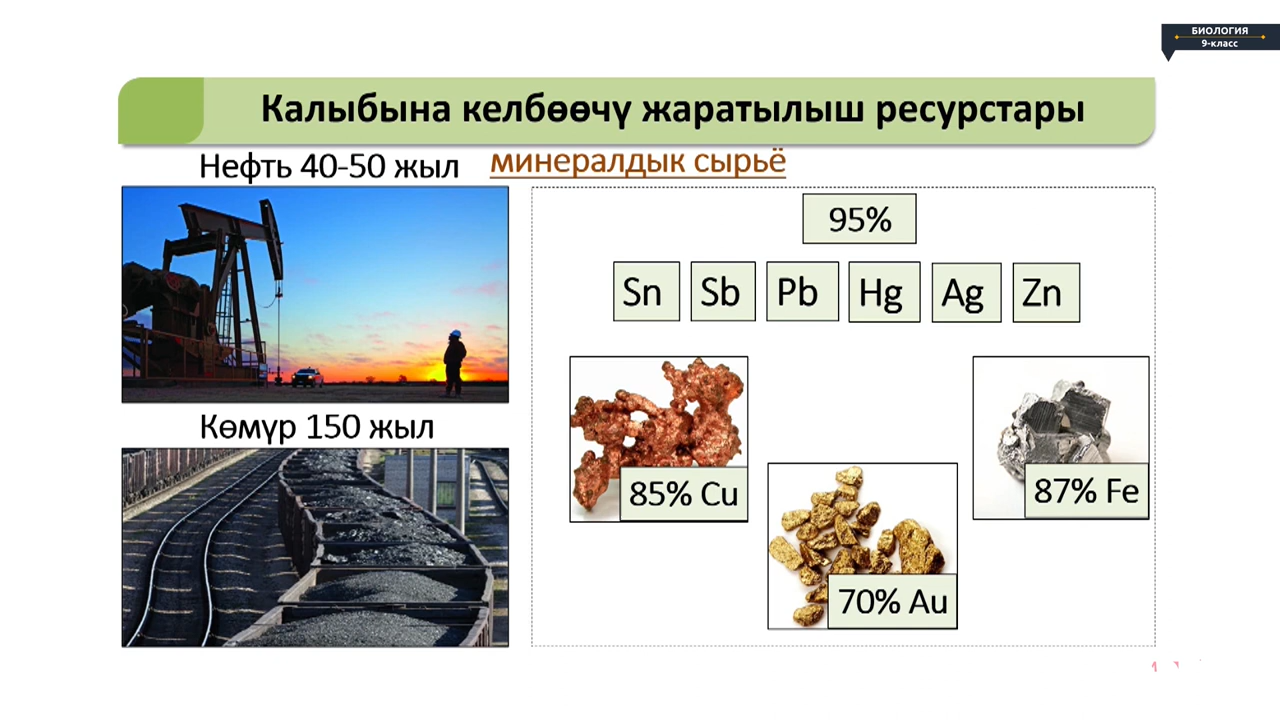 БИОЛОГИЯ
9-класс
Калыбына келбөөчү жаратылыш ресурстары
Нефть 40-50 жыл
минералдык сырьё
95%
Sn Sb Pb Hg Ag Zn
Көмүр 150 жыл
85% Cu
87% Fe
70% Au